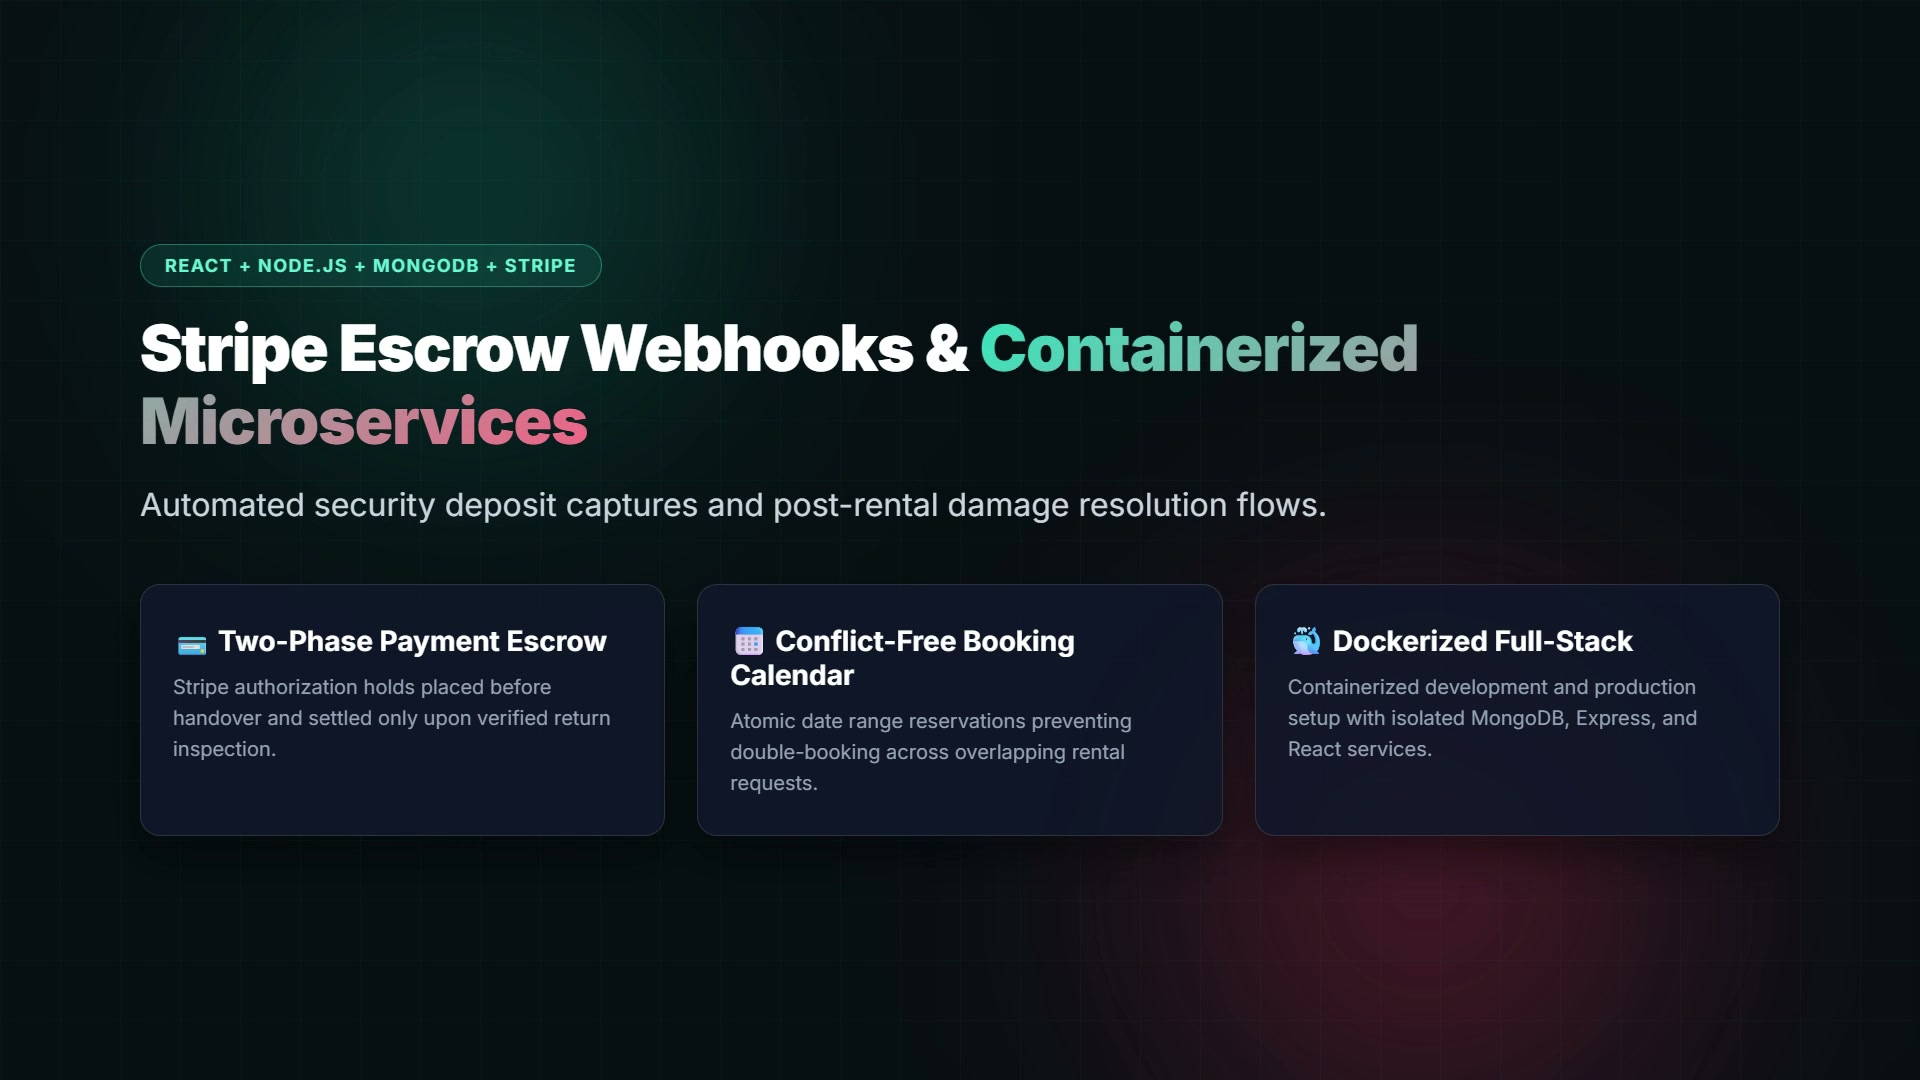 REACT + NODE.JS + MONGODB + STRIPE
Stripe Escrow Webhooks & Containerized
Microservices
Automated security deposit captures and post-rental damage resolution flows.
Two-Phase Payment Escrow
Stripe authorization holds placed before
handover and settled only upon verified return
inspection.
Conflict-Free Booking
Calendar
Atomic date range reservations preventing
double-booking across overlapping rental
requests.
Dockerized Full-Stack
Containerized development and production
setup with isolated MongoDB, Express, and
React services.